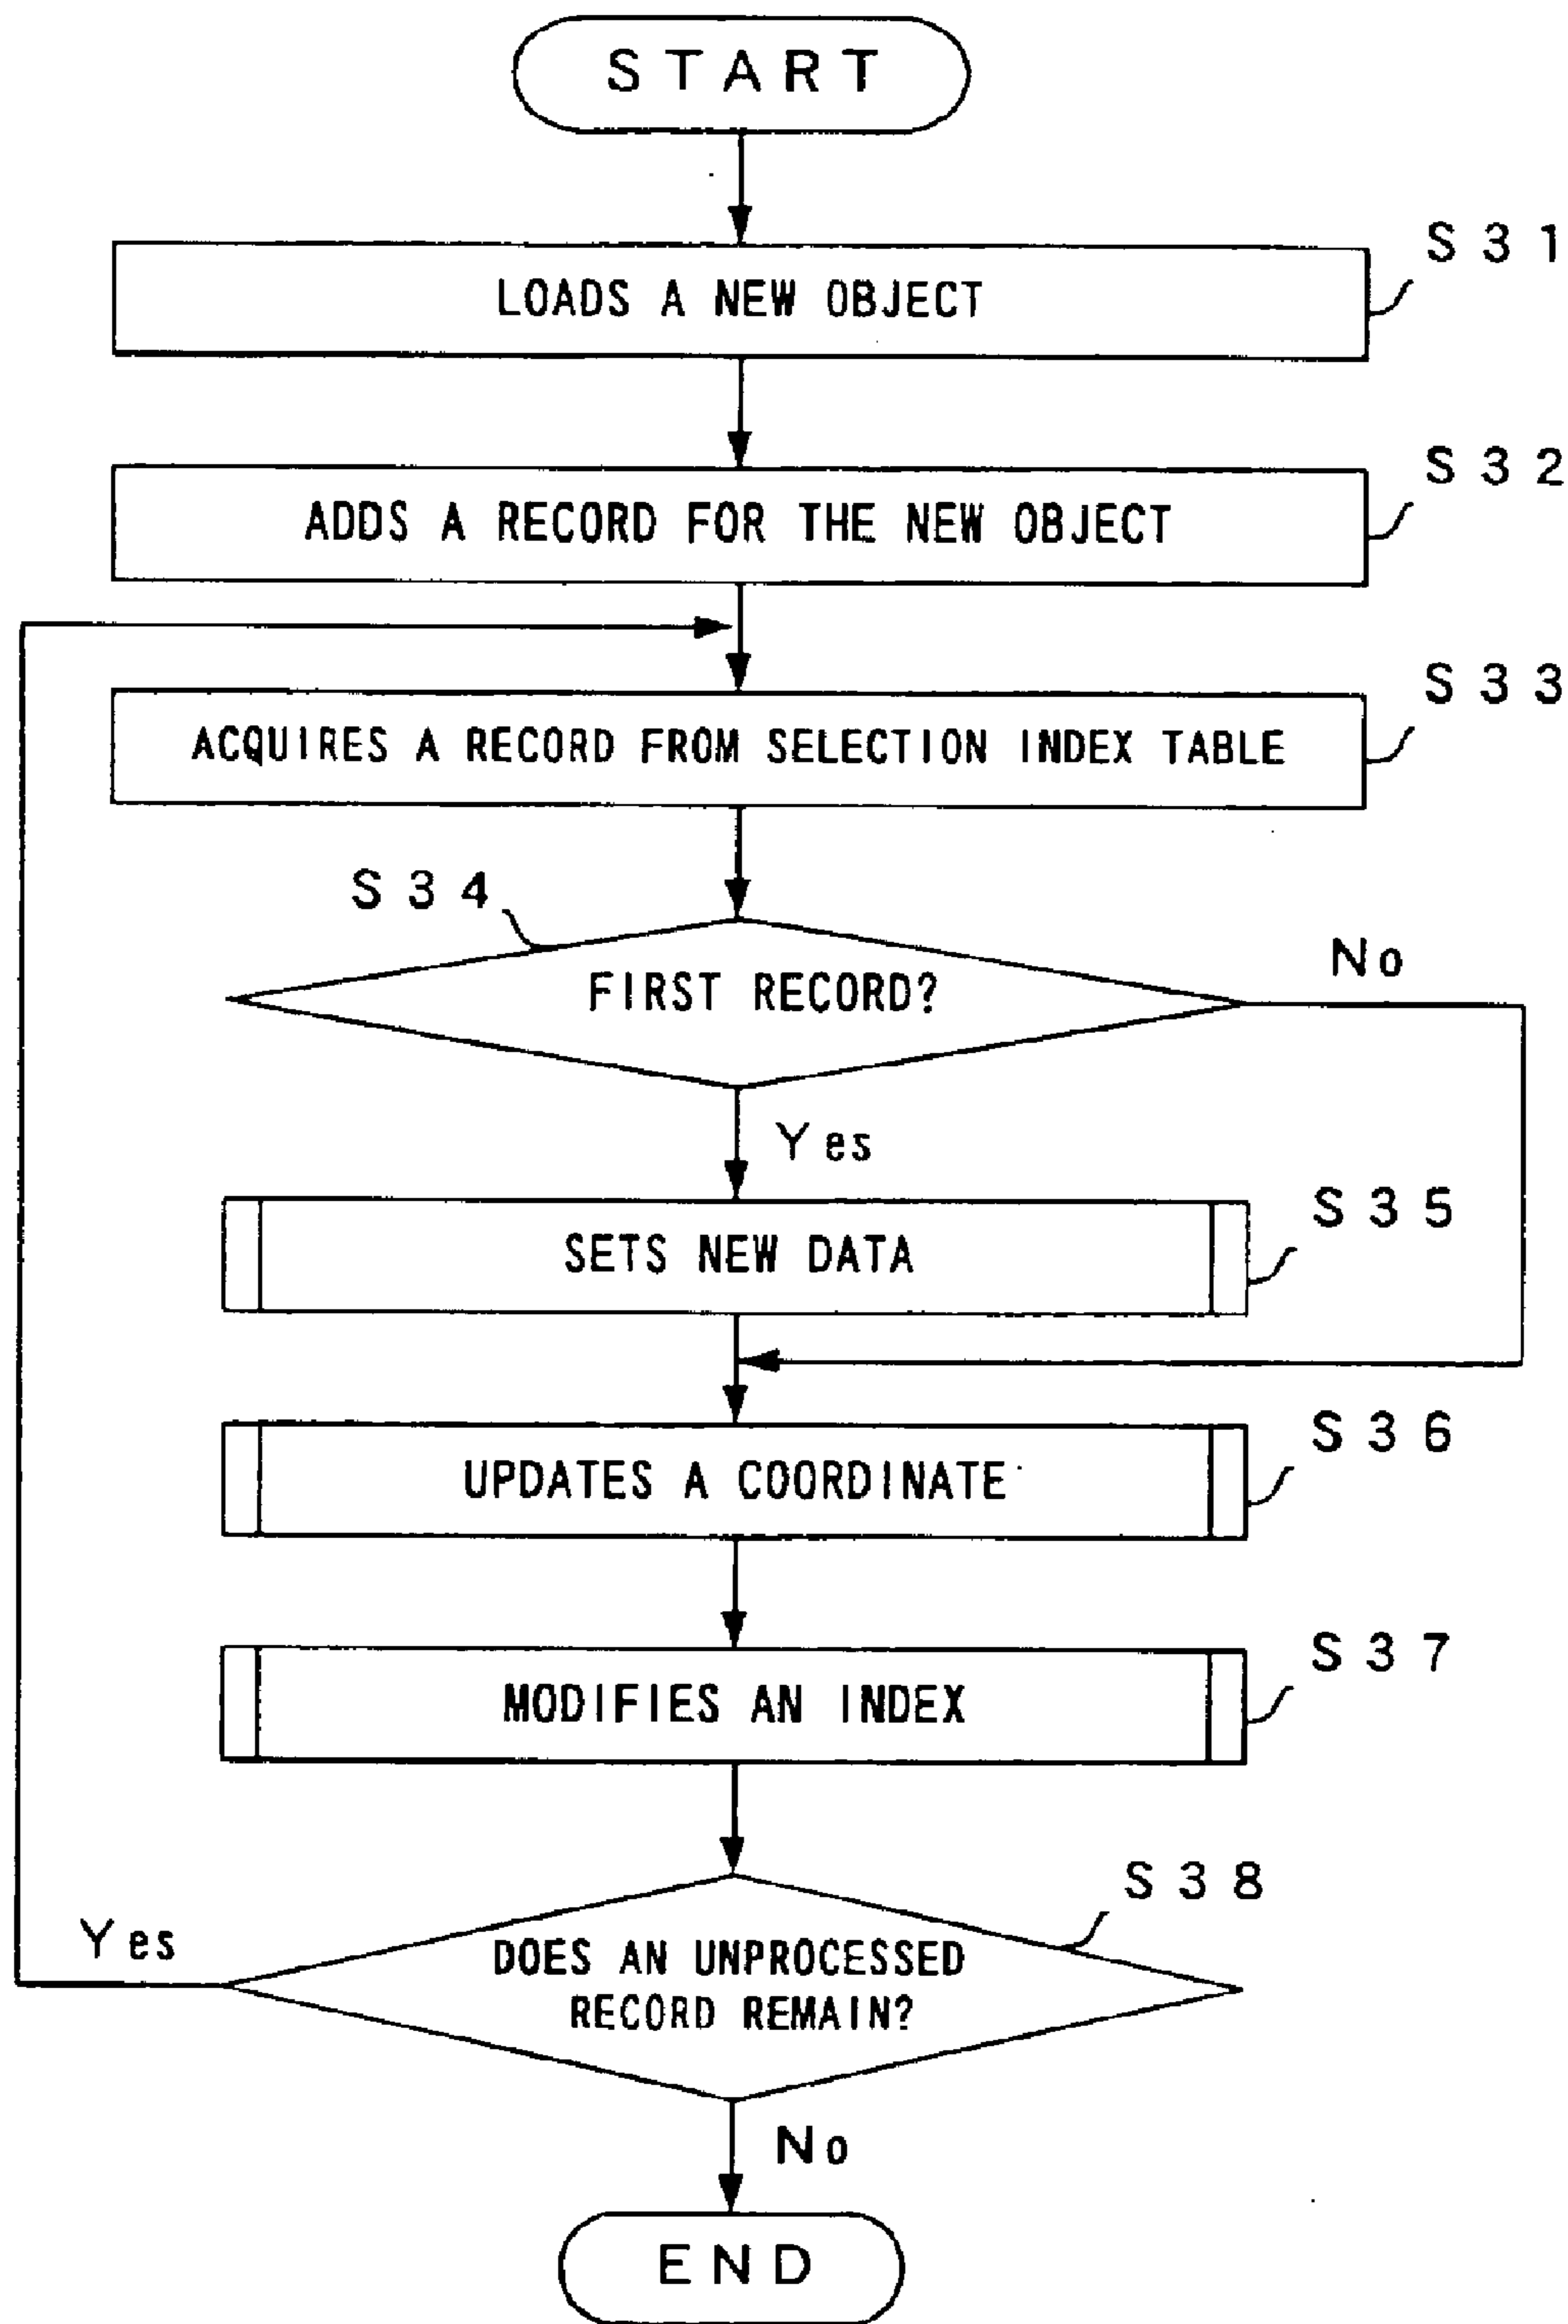 START
LOADS A NEW OBJECT
S31
ADDS A RECORD FOR THE NEW OBJECT
S32
ACQUIRES A RECORD FROM SELECTION INDEX TABLE
S33
S34
FIRST RECORD?
No
Yes
SETS NEW DATA
S35
UPDATES A COORDINATE
S36
MODIFIES AN INDEX
S37
S38
DOES AN UNPROCESSED
RECORD REMAIN?
Yes
No
END